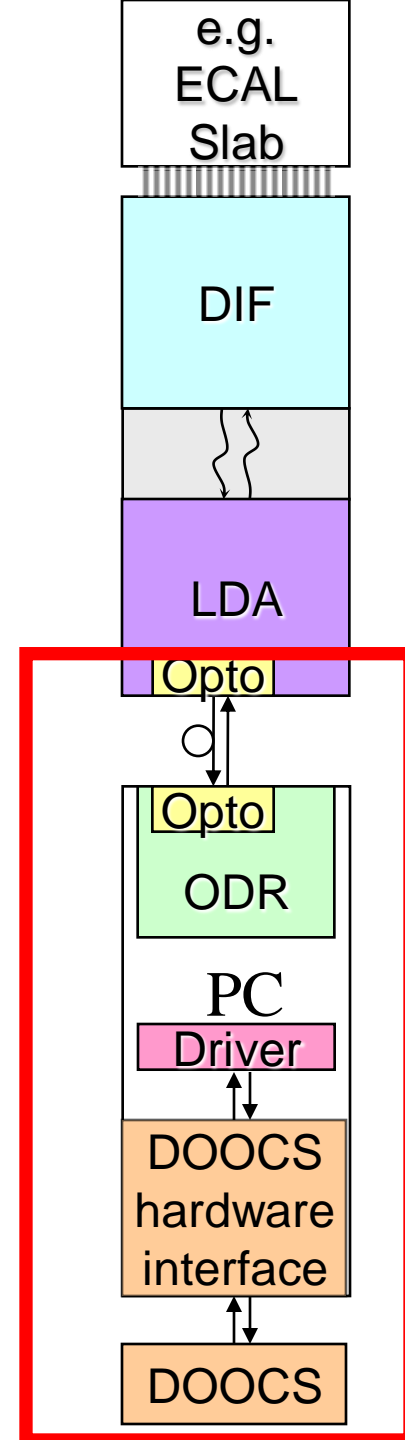 e.g.
ECAL
Slab
DIF
LDA
Opto
Opto
ODR
PC
Driver
DOOCS
hardware
interface
DOOCS